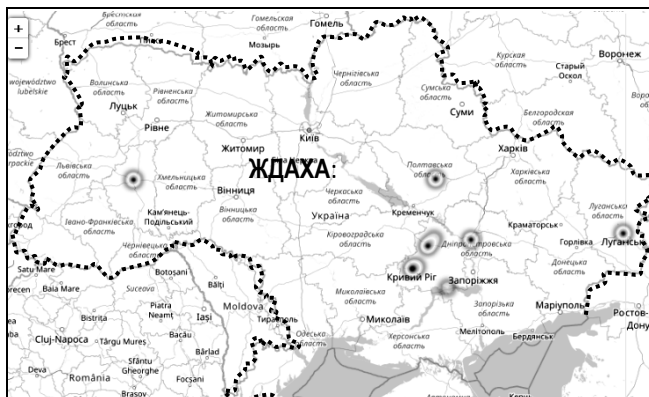 +
−
Брестская
область
Гомельская
область
Гомель
Курская
область
Воронеж
Брест
Мозырь
Чернігівська
область
Старый
Оскол
województwo
lubelskie
Волинська
область
Рівненська
область
Сумська
область
Луцьк
Суми
Белгородская
область
Рівне
Житомирська
область
Житомир
Київ
Харків
Львівська
область
Хмельницька
область
ЖДАХА:
Полтавська
Харківська
область
Вінниця
Черкаська
область
Луганська
область
Івано-Франківська
область
Кам'янець-
Подільський
Вінницька
область
Україна
Кременчук
Краматорськ
Чернівецька
область
Кіровоградська
область
Дніпропетровська
область
Горлівка
Луганськ
Satu Mare
Botoșani
Донецька
область
Baia Mare
Suceava
Bălți
Кривий Ріг
Запоріжжя
Bistrița
Piatra
Neamț
Iași
Moldova
Миколаївська
область
Запорізька
область
Маріуполь
Ростов-
Дону
Cluj-Napoca
Târgu Mureș
Bacău
Тирасполь
Одеська
область
Миколаїв
Мелітополь
Бердянськ
Sfântu
Gheorghe
Bârlad
Херсонська
область
Deva
România
Focșani
Brașov